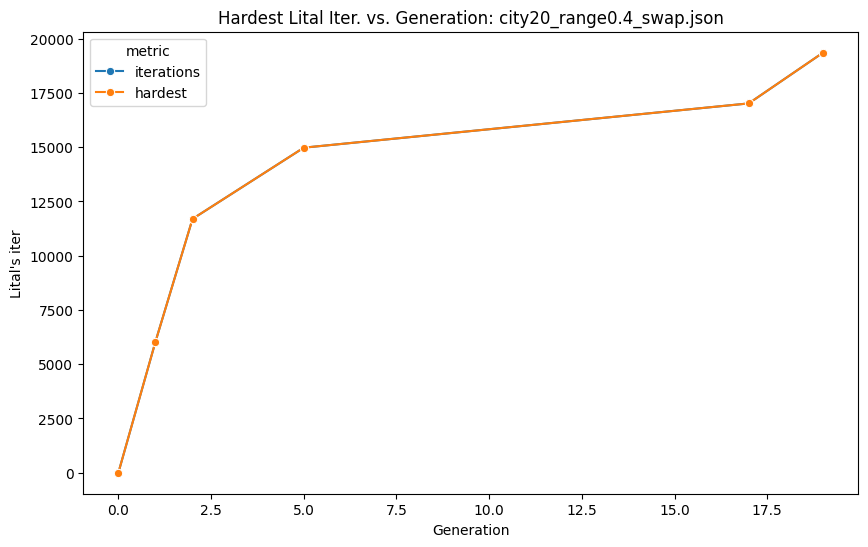 Hardest Lital Iter. vs. Generation: city20_range0.4_swap.json
metric
iterations
hardest
20000
17500
15000
12500
10000
7500
5000
2500
0
Lital's iter
0.0 2.5 5.0 7.5 10.0 12.5 15.0 17.5
Generation